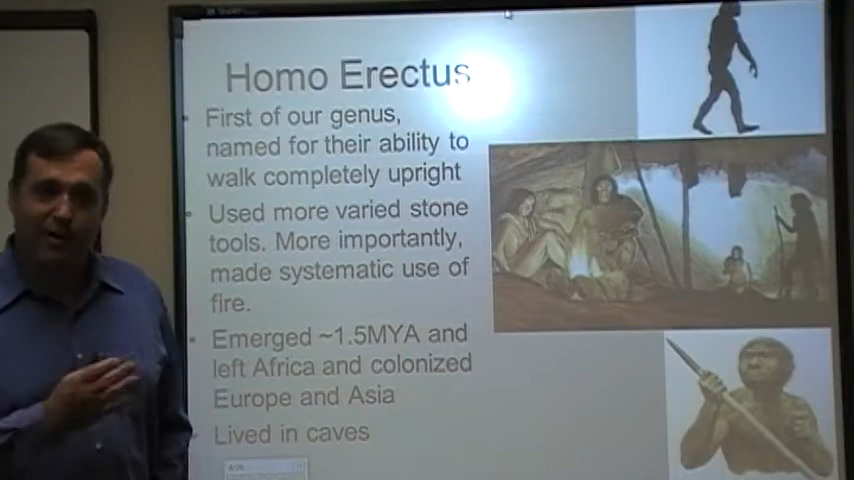 Homo Erectus
First of our genus,
named for their ability to
walk completely upright
Used more varied stone
tools. More importantly,
made systematic use of
fire.
Emerged ~1.5MYA and
left Africa and colonized
Europe and Asia
Lived in caves